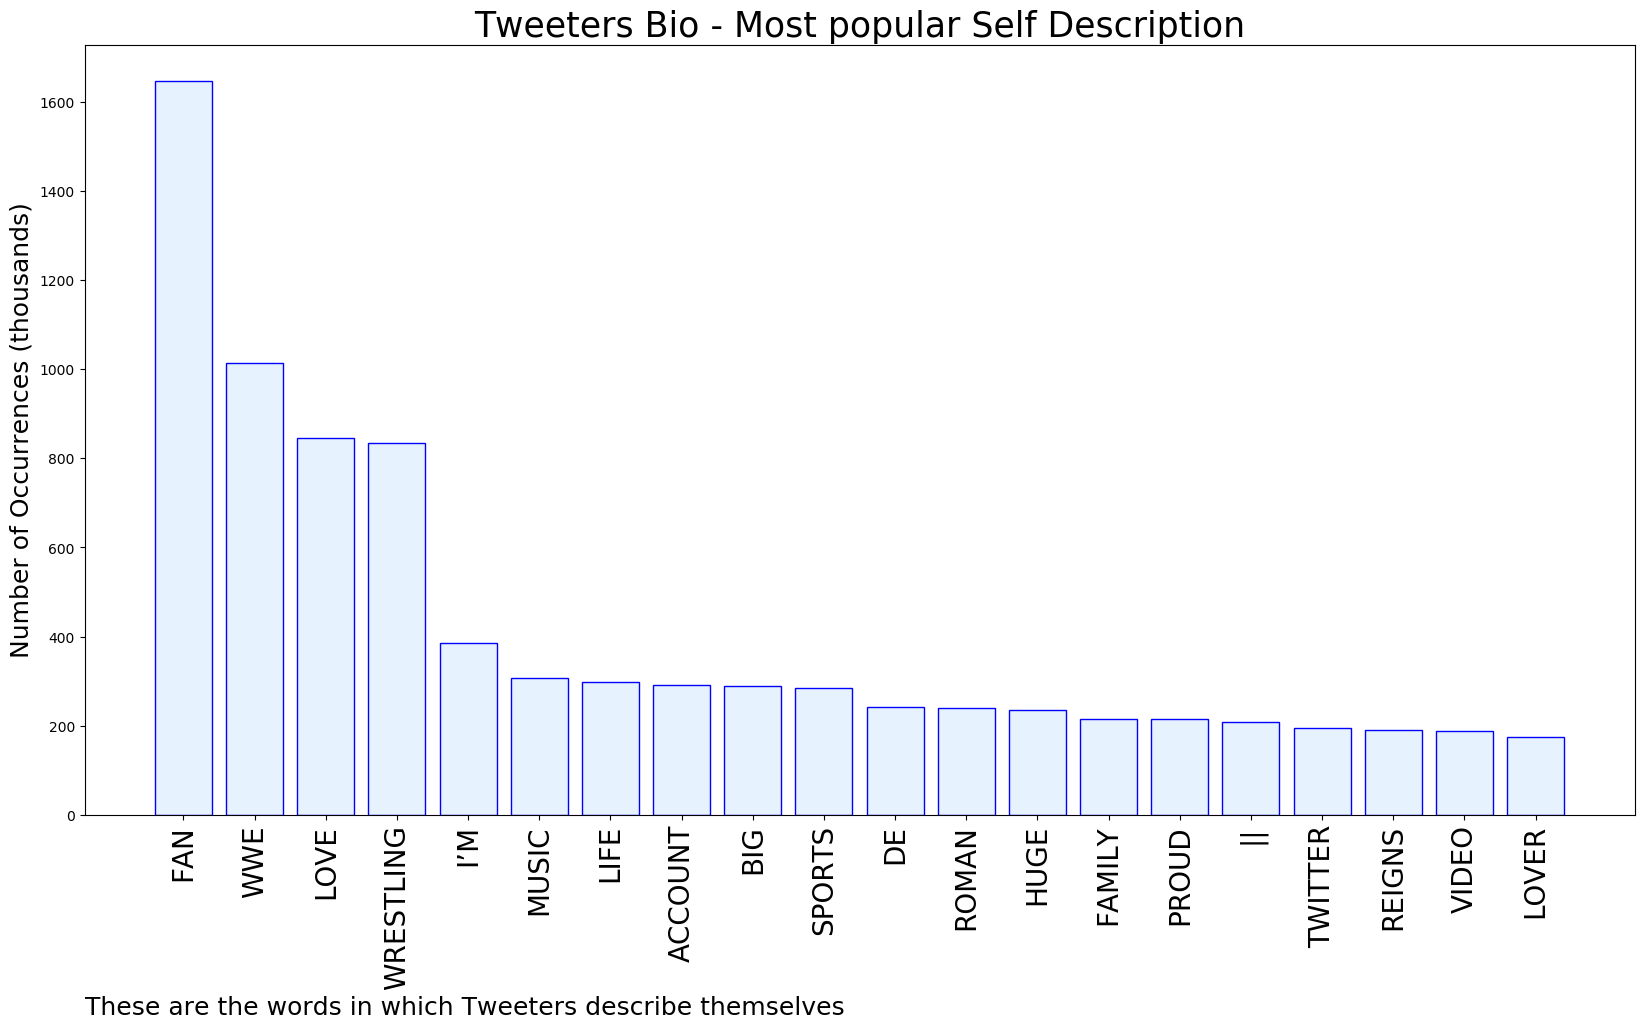 Tweeters Bio - Most popular Self Description
Number of Occurrences (thousands)
1600
1400
1200
1000
800
600
400
200
0
FAN
WWE
LOVE
WRESTLING
I’M
MUSIC
LIFE
ACCOUNT
BIG
SPORTS
DE
ROMAN
HUGE
FAMILY
PROUD
||
TWITTER
REIGNS
VIDEO
LOVER
These are the words in which Tweeters describe themselves